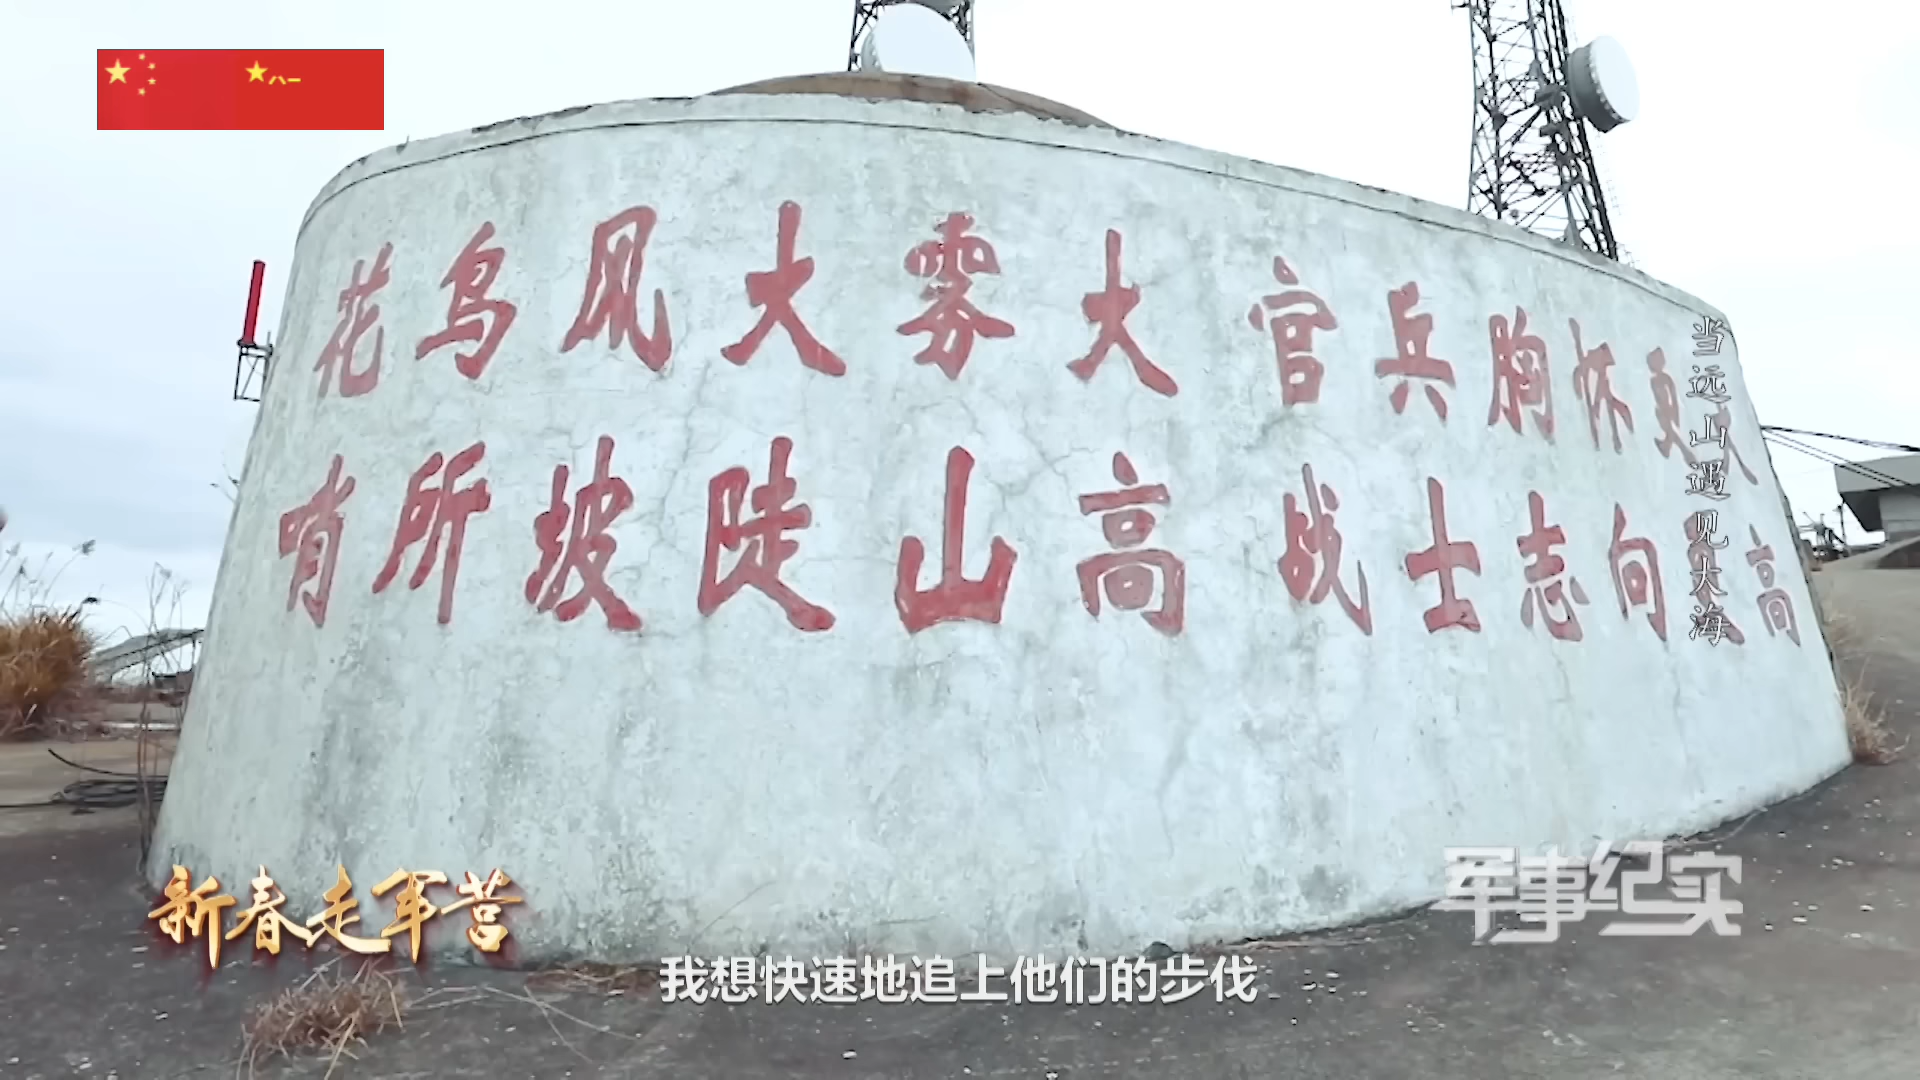 八一
花鸟风大雾大 官兵胸怀更大
哨所坡陡山高 战士志向更高
当远山遇见大海
新春走军营
军事纪实
我想快速地追上他们的步伐